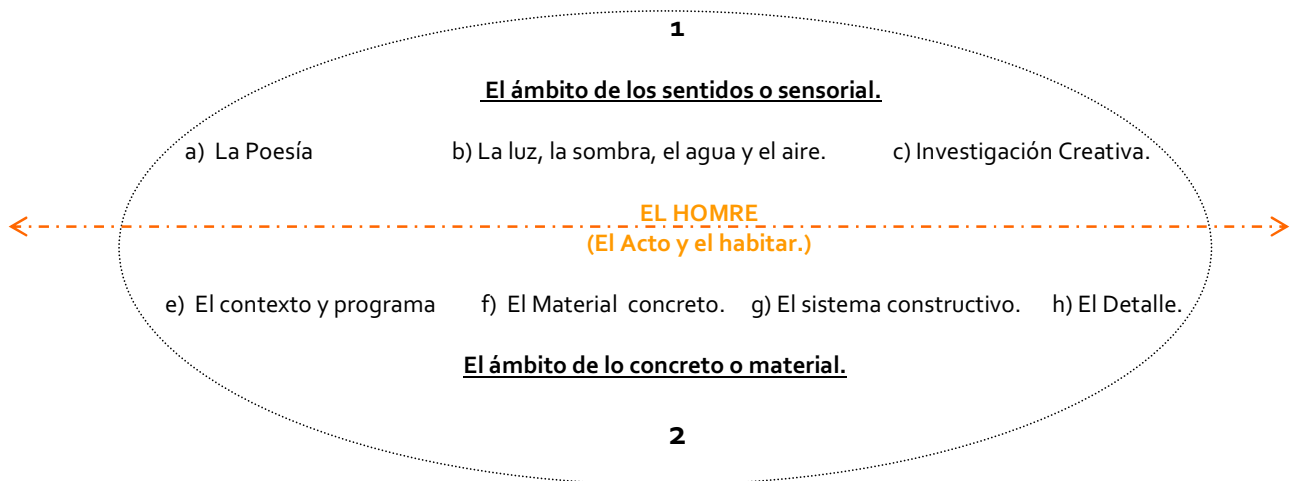 1
El ámbito de los sentidos o sensorial.
a) La Poesía b) La luz, la sombra, el agua y el aire. c) Investigación Creativa.
EL HOMRE
(El Acto y el habitar.)
e) El contexto y programa f) El Material concreto. g) El sistema constructivo. h) El Detalle.
El ámbito de lo concreto o material.
2